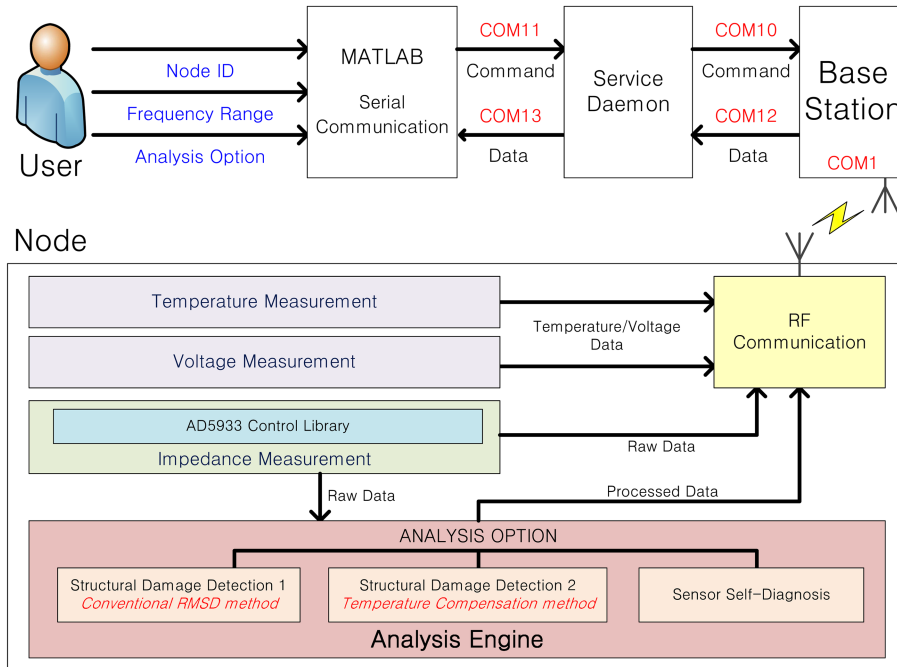 User
Node ID
Frequency Range
Analysis Option
MATLAB
Serial
Communication
COM11
Command
COM13
Data
Service
Daemon
COM10
Command
COM12
Data
Base
Station
COM1
Node
Temperature Measurement
Voltage Measurement
Temperature/Voltage
Data
RF
Communication
AD5933 Control Library
Impedance Measurement
Raw Data
Raw Data
Processed Data
ANALYSIS OPTION
Structural Damage Detection 1
Conventional RMSD method
Structural Damage Detection 2
Temperature Compensation method
Sensor Self-Diagnosis
Analysis Engine